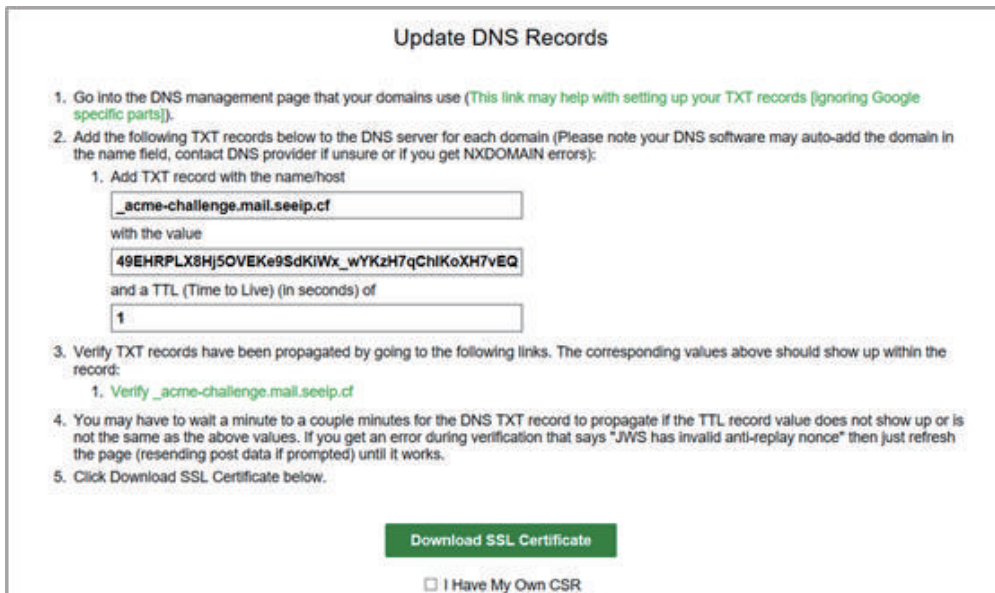 Update DNS Records
1. Go into the DNS management page that your domains use (This link may help with setting up your TXT records [Ignoring Google
specific parts]).
2. Add the following TXT records below to the DNS server for each domain (Please note your DNS software may auto-add the domain in
the name field, contact DNS provider if unsure or if you get NXDOMAIN errors):
1. Add TXT record with the name/host
_acme-challenge.mail.seeip.cf
with the value
49EHRPLX8Hj5OVEKe9SdKiWx_wYKzH7qChIKoXH7vEQ
and a TTL (Time to Live) (in seconds) of
1
3. Verify TXT records have been propagated by going to the following links. The corresponding values above should show up within the
record:
1. Verify _acme-challenge.mail.seeip.cf
4. You may have to wait a minute to a couple minutes for the DNS TXT record to propagate if the TTL record value does not show up or is
not the same as the above values. If you get an error during verification that says "JWS has invalid anti-replay nonce" then just refresh
the page (resending post data if prompted) until it works.
5. Click Download SSL Certificate below.
Download SSL Certificate
I Have My Own CSR